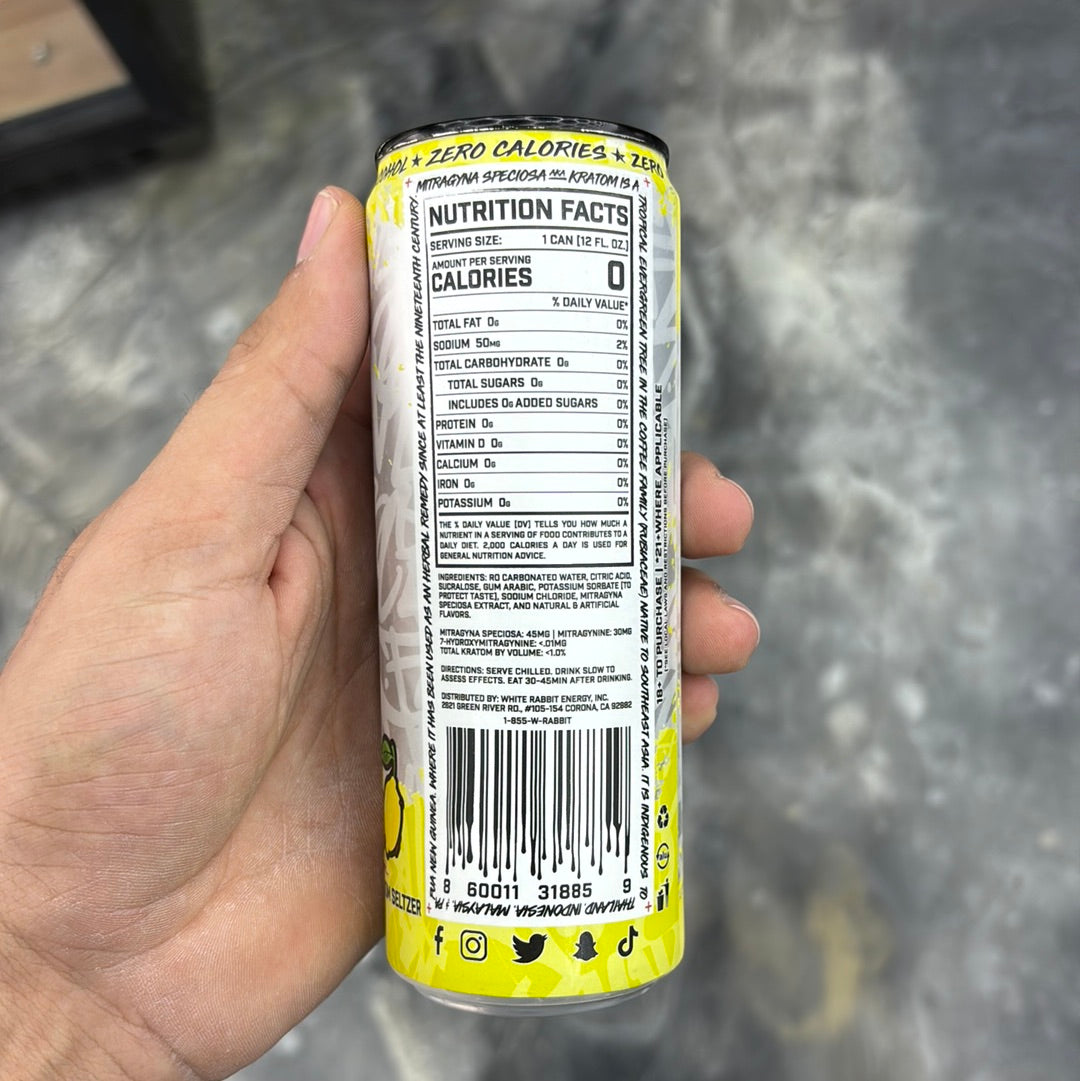 OHOL ★ ZERO CALORIES ★ ZERO
MITRAGYNA SPECIOSA AKA KRATOM IS A
TROPICAL EVERGREEN TREE IN THE COFFEE FAMILY (RUBIACEAE) NATIVE TO SOUTHEAST ASIA. IT IS INDIGENOUS TO
THAILAND, INDONESIA, MALAYSIA,
PUA NEW GUINEA. WHERE IT HAS BEEN USED AS AN HERBAL REMEDY SINCE AT LEAST THE NINETEENTH CENTURY.
NUTRITION FACTS
SERVING SIZE: 1 CAN [12 FL. OZ.]
AMOUNT PER SERVING
CALORIES 0
% DAILY VALUE*
TOTAL FAT 0G 0%
SODIUM 50MG 2%
TOTAL CARBOHYDRATE 0G 0%
TOTAL SUGARS 0G 0%
INCLUDES 0G ADDED SUGARS 0%
PROTEIN 0G 0%
VITAMIN D 0G 0%
CALCIUM 0G 0%
IRON 0G 0%
POTASSIUM 0G 0%
THE % DAILY VALUE [DV] TELLS YOU HOW MUCH A
NUTRIENT IN A SERVING OF FOOD CONTRIBUTES TO A
DAILY DIET. 2,000 CALORIES A DAY IS USED FOR
GENERAL NUTRITION ADVICE.
INGREDIENTS: RO CARBONATED WATER, CITRIC ACID,
SUCRALOSE, GUM ARABIC, POTASSIUM SORBATE [TO
PROTECT TASTE], SODIUM CHLORIDE, MITRAGYNA
SPECIOSA EXTRACT, AND NATURAL & ARTIFICIAL
FLAVORS.
MITRAGYNA SPECIOSA: 45MG | MITRAGYNINE: 30MG
7-HYDROXYMITRAGYNINE: <.01MG
TOTAL KRATOM BY VOLUME: <1.0%
DIRECTIONS: SERVE CHILLED. DRINK SLOW TO
ASSESS EFFECTS. EAT 30-45MIN AFTER DRINKING.
DISTRIBUTED BY: WHITE RABBIT ENERGY, INC.
2621 GREEN RIVER RD., #105-154 CORONA, CA 92882
1-855-W-RABBIT
8 60011 31885 9
18+ TO PURCHASE | *21+WHERE APPLICABLE
[*SEE LOCAL LAWS AND RESTRICTIONS BEFORE PURCHASE]
M SELTZER